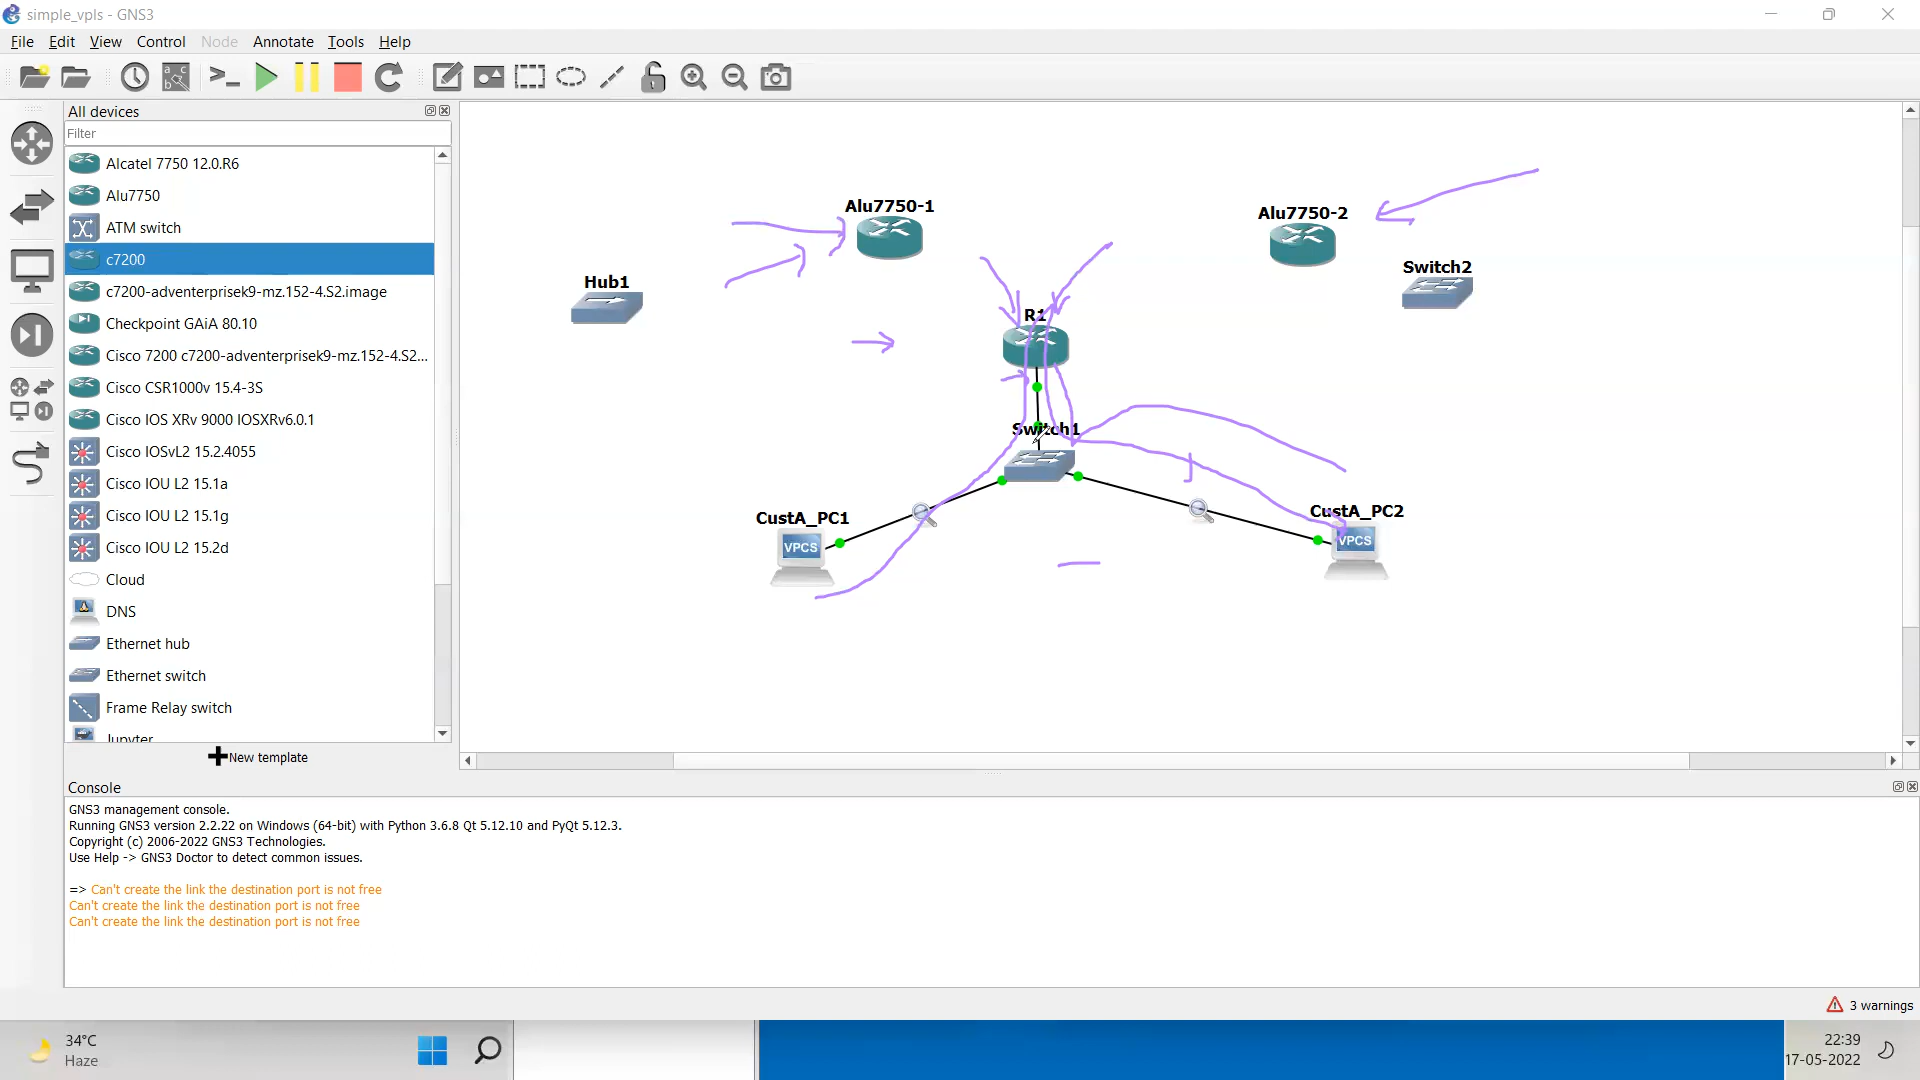 simple_vpls - GNS3
File Edit View Control Node Annotate Tools Help
All devices
Filter
Alcatel 7750 12.0.R6
Alu7750
ATM switch
c7200
c7200-adventerprisek9-mz.152-4.S2.image
Checkpoint GAiA 80.10
Cisco 7200 c7200-adventerprisek9-mz.152-4.S2...
Cisco CSR1000v 15.4-3S
Cisco IOS XRv 9000 IOSXRv6.0.1
Cisco IOSvL2 15.2.4055
Cisco IOU L2 15.1a
Cisco IOU L2 15.1g
Cisco IOU L2 15.2d
Cloud
DNS
Ethernet hub
Ethernet switch
Frame Relay switch
Jupyter
New template
Alu7750-1
Alu7750-2
Hub1
Switch2
R1
Switch1
CustA_PC1
VPCS
CustA_PC2
VPCS
Console
GNS3 management console.
Running GNS3 version 2.2.22 on Windows (64-bit) with Python 3.6.8 Qt 5.12.10 and PyQt 5.12.3.
Copyright (c) 2006-2022 GNS3 Technologies.
Use Help -> GNS3 Doctor to detect common issues.
=> Can't create the link the destination port is not free
Can't create the link the destination port is not free
Can't create the link the destination port is not free
3 warnings
34°C
Haze
22:39
17-05-2022